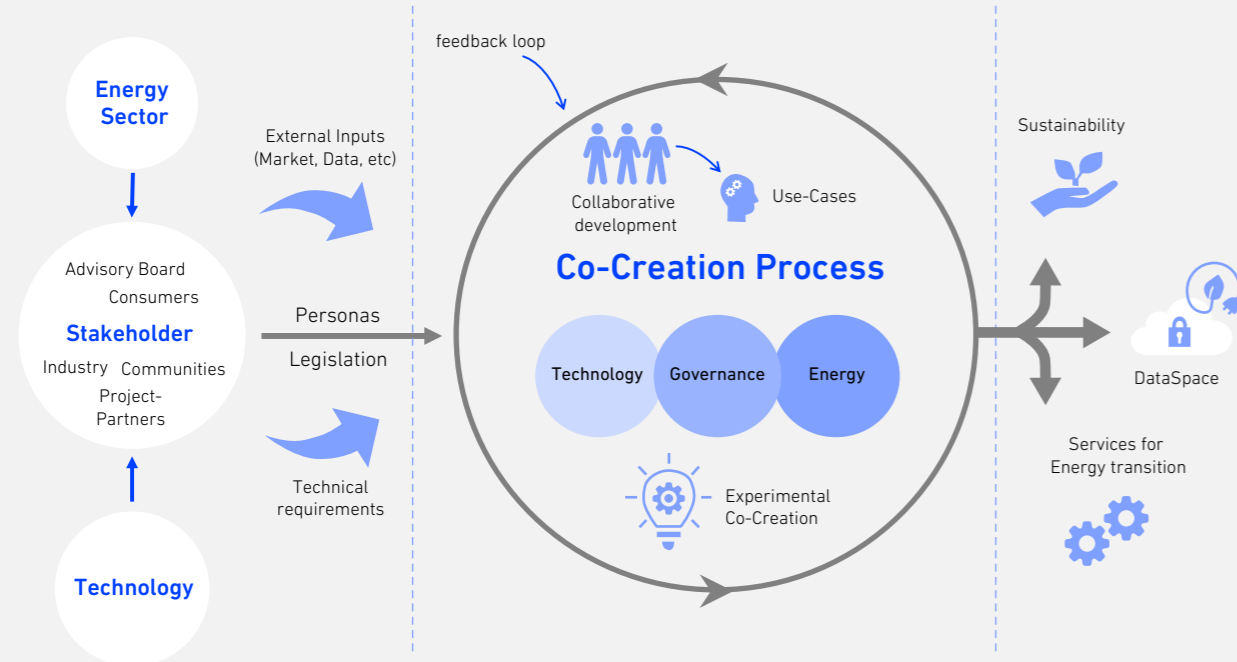 Energy
Sector
Advisory Board
Consumers
Stakeholder
Industry
Communities
Project-
Partners
Technology
External Inputs
(Market, Data, etc)
Personas
Legislation
Technical
requirements
feedback loop
Collaborative
development
Use-Cases
Co-Creation Process
Technology
Governance
Energy
Experimental
Co-Creation
Sustainability
DataSpace
Services for
Energy transition